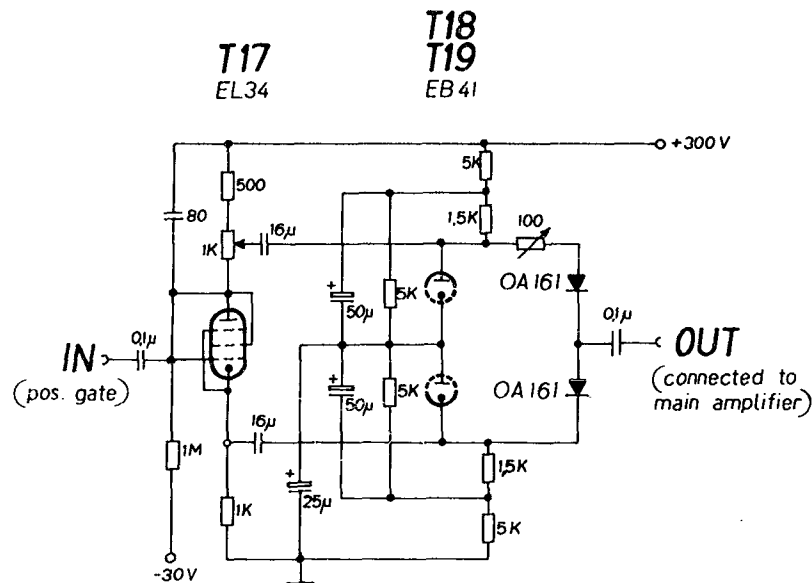 T17
EL34
T18
T19
EB41
+300V
5K
500
80
1,5K
16µ
100
1K
OA161
50µ
5K
0,1µ
0,1µ
IN
(pos. gate)
OUT
(connected to
main amplifier)
50µ
5K
OA161
16µ
1M
1,5K
25µ
1K
5K
-30V
+
+
+